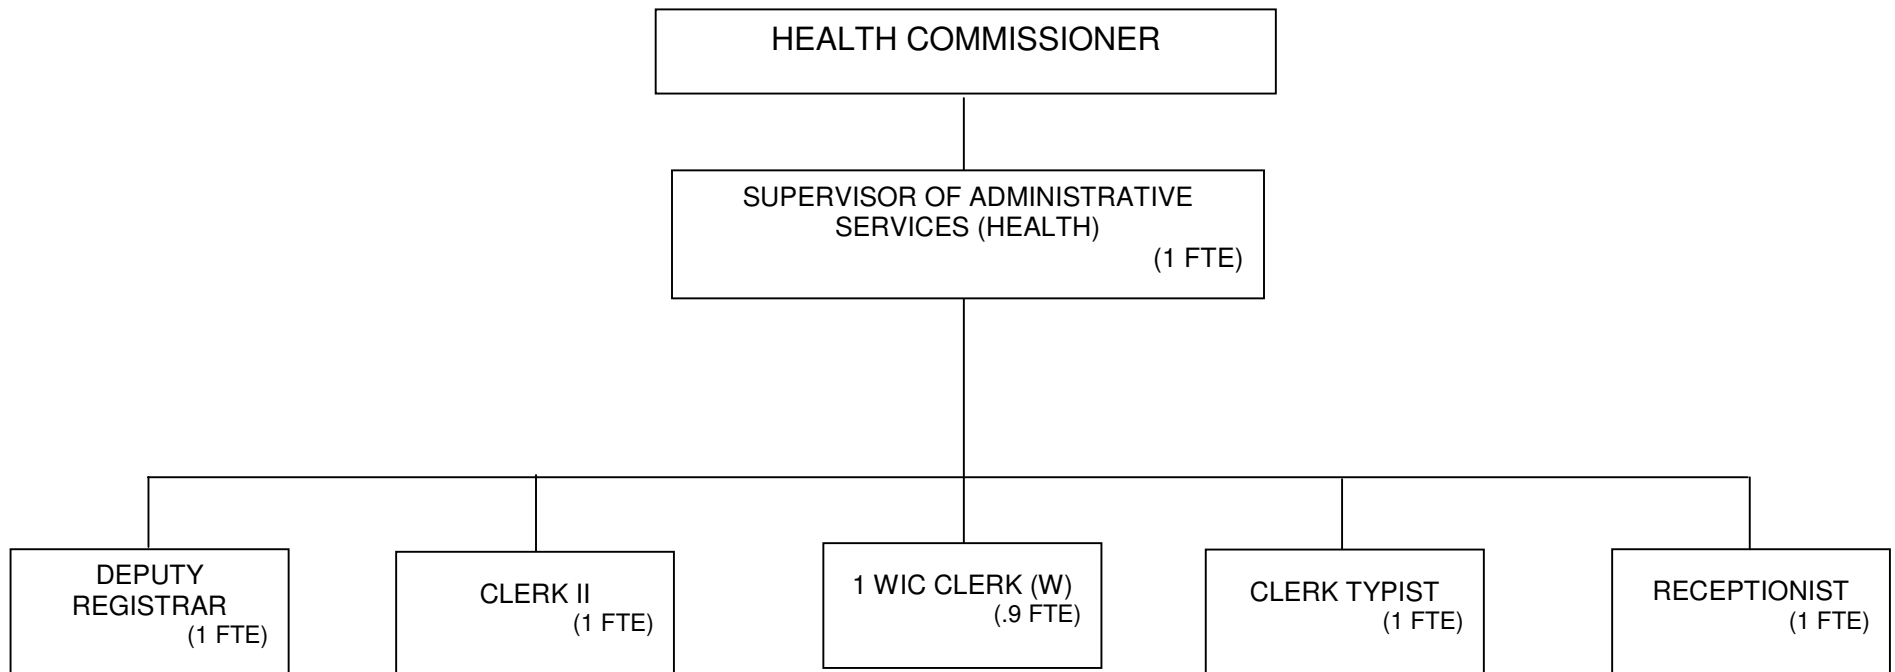 HEALTH COMMISSIONER
SUPERVISOR OF ADMINISTRATIVE
SERVICES (HEALTH)
(1 FTE)
DEPUTY
REGISTRAR
(1 FTE)
CLERK II
(1 FTE)
1 WIC CLERK (W)
(.9 FTE)
CLERK TYPIST
(1 FTE)
RECEPTIONIST
(1 FTE)